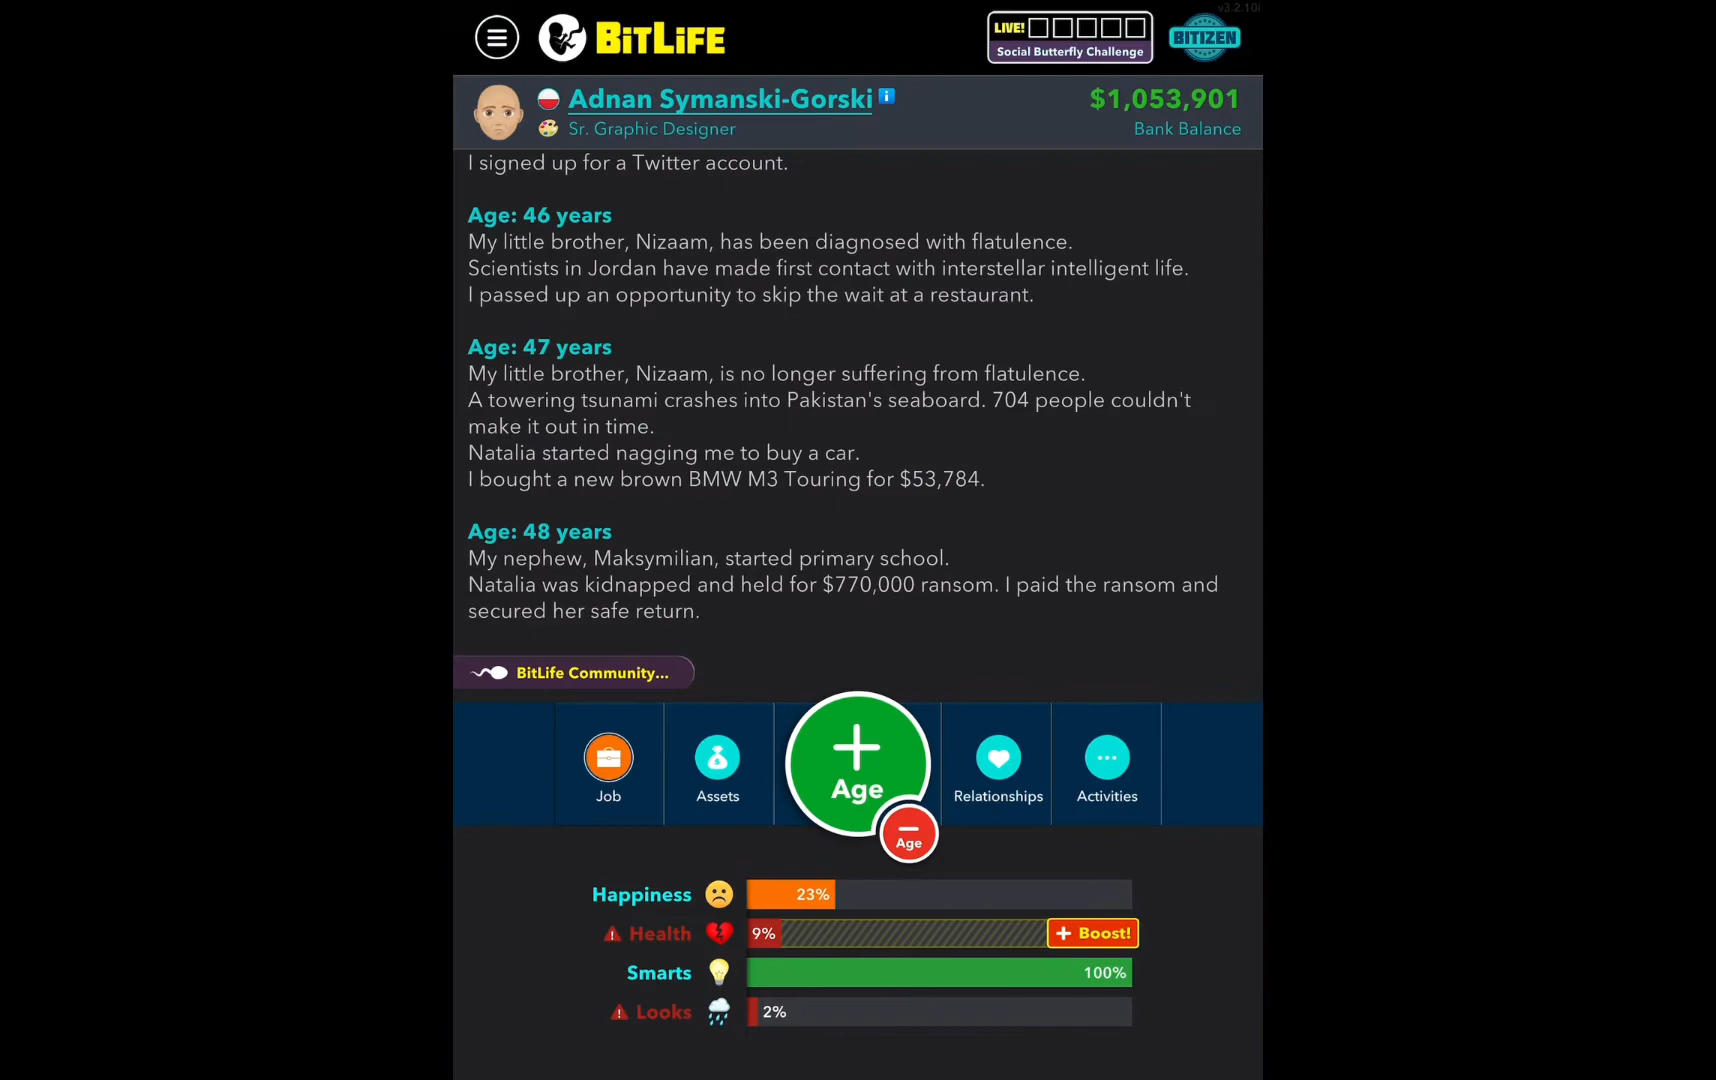 v3.2.10i
BITLIFE
LIVE!
Social Butterfly Challenge
BITIZEN
Adnan Symanski-Gorski
$1,053,901
Sr. Graphic Designer
Bank Balance
I signed up for a Twitter account.
Age: 46 years
My little brother, Nizaam, has been diagnosed with flatulence.
Scientists in Jordan have made first contact with interstellar intelligent life.
I passed up an opportunity to skip the wait at a restaurant.
Age: 47 years
My little brother, Nizaam, is no longer suffering from flatulence.
A towering tsunami crashes into Pakistan's seaboard. 704 people couldn't
make it out in time.
Natalia started nagging me to buy a car.
I bought a new brown BMW M3 Touring for $53,784.
Age: 48 years
My nephew, Maksymilian, started primary school.
Natalia was kidnapped and held for $770,000 ransom. I paid the ransom and
secured her safe return.
BitLife Community...
Job
Assets
+ Age
Relationships
Activities
− Age
Happiness 23%
Health 9% + Boost!
Smarts 100%
Looks 2%